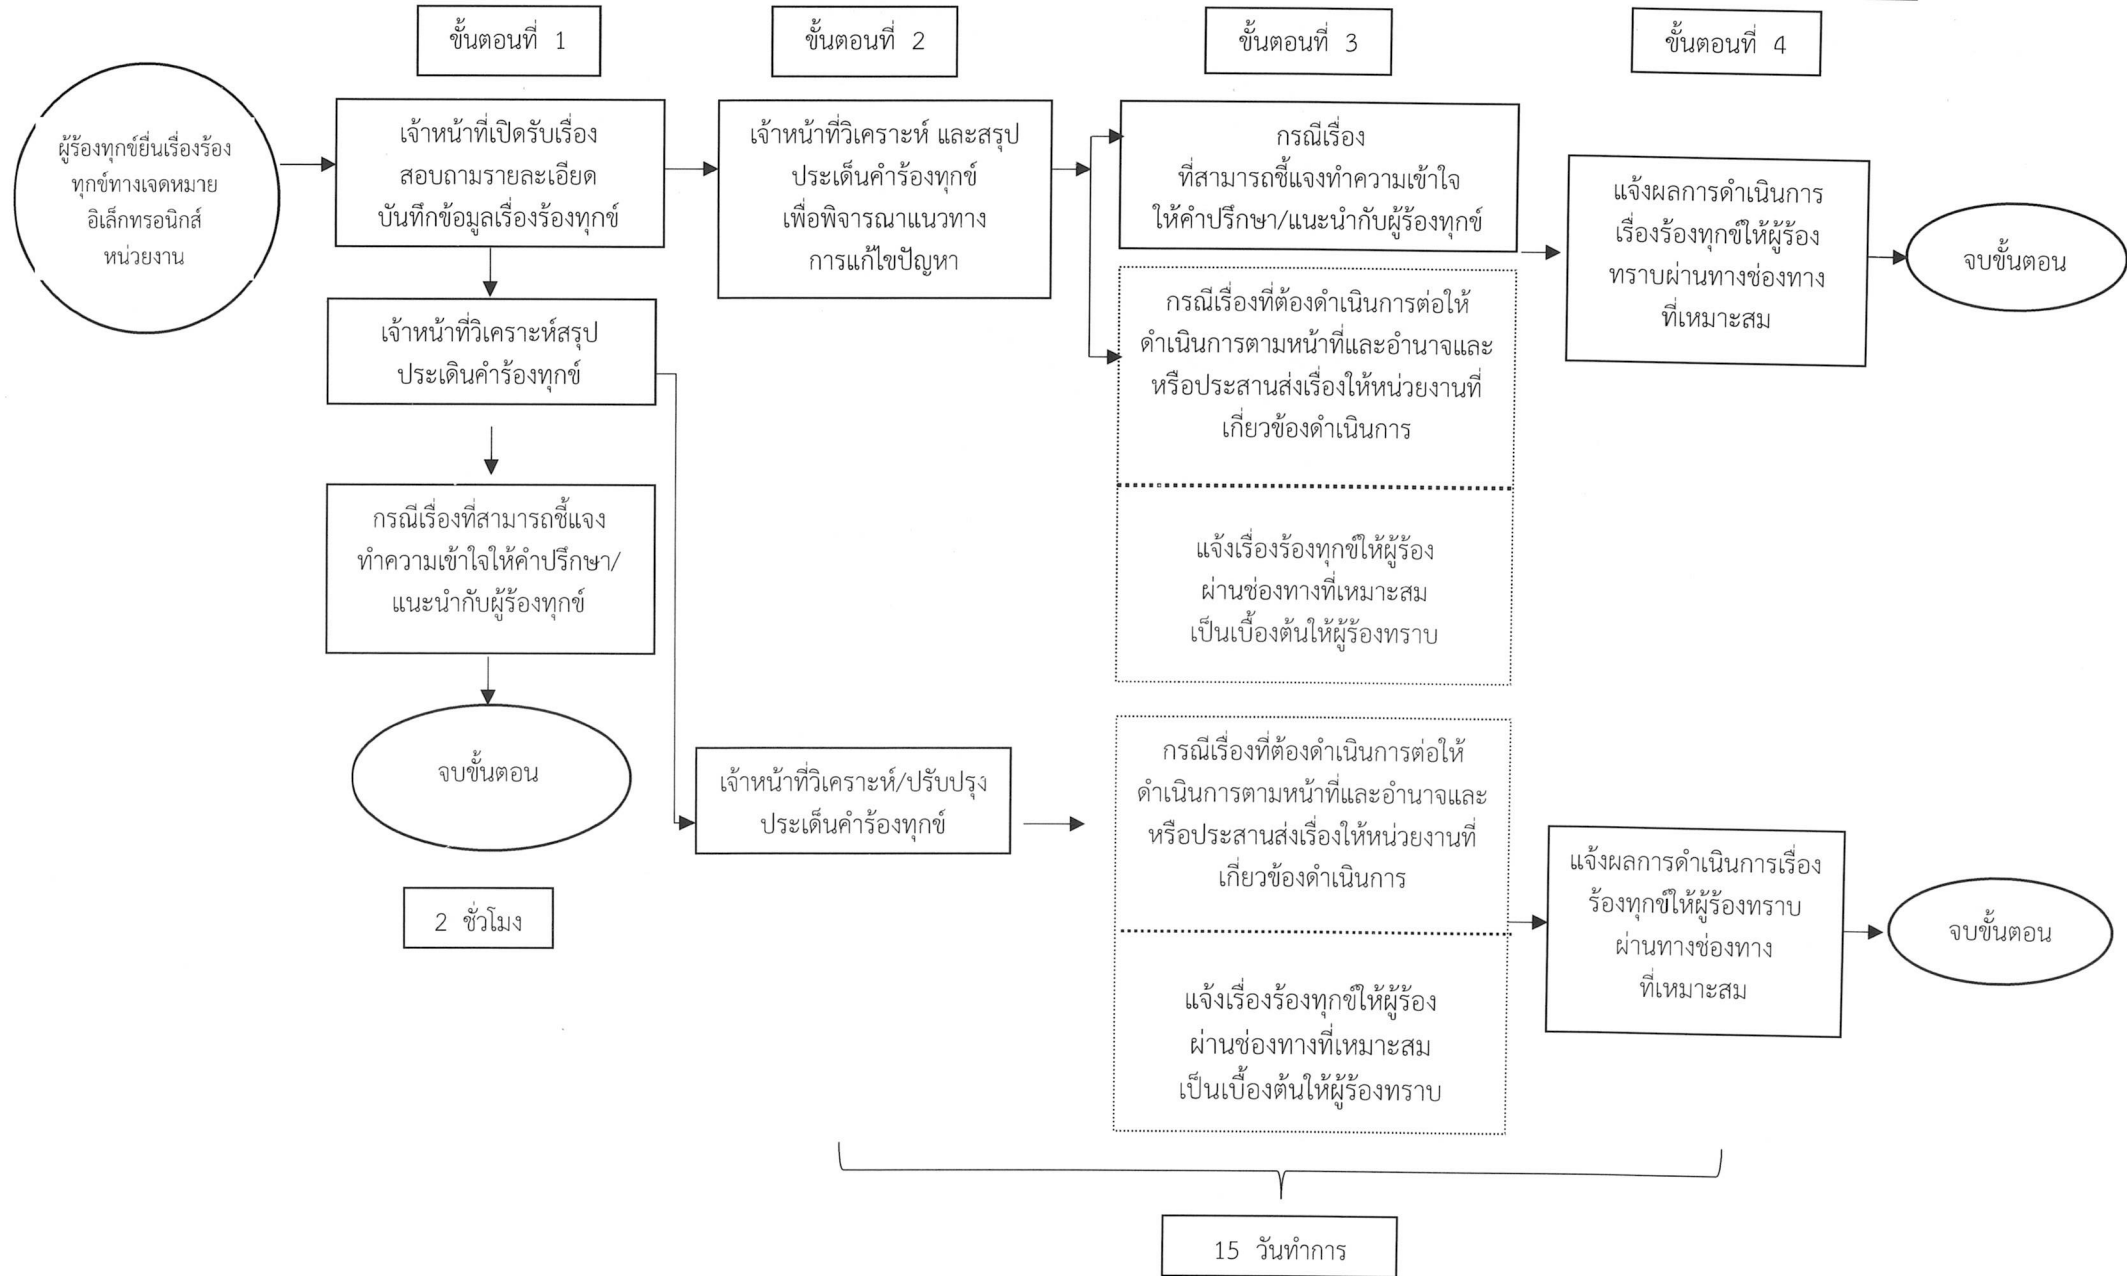 ขั้นตอนที่ 1
ขั้นตอนที่ 2
ขั้นตอนที่ 3
ขั้นตอนที่ 4
ผู้ร้องทุกข์ยื่นเรื่องร้อง
ทุกข์ทางเจดหมาย
อิเล็กทรอนิกส์
หน่วยงาน
เจ้าหน้าที่เปิดรับเรื่อง
สอบถามรายละเอียด
บันทึกข้อมูลเรื่องร้องทุกข์
เจ้าหน้าที่วิเคราะห์ และสรุป
ประเด็นคำร้องทุกข์
เพื่อพิจารณาแนวทาง
การแก้ไขปัญหา
กรณีเรื่อง
ที่สามารถชี้แจงทำความเข้าใจ
ให้คำปรึกษา/แนะนำกับผู้ร้องทุกข์
แจ้งผลการดำเนินการ
เรื่องร้องทุกข์ให้ผู้ร้อง
ทราบผ่านทางช่องทาง
ที่เหมาะสม
จบขั้นตอน
เจ้าหน้าที่วิเคราะห์สรุป
ประเดินคำร้องทุกข์
กรณีเรื่องที่ต้องดำเนินการต่อให้
ดำเนินการตามหน้าที่และอำนาจและ
หรือประสานส่งเรื่องให้หน่วยงานที่
เกี่ยวข้องดำเนินการ
กรณีเรื่องที่สามารถชี้แจง
ทำความเข้าใจให้คำปรึกษา/
แนะนำกับผู้ร้องทุกข์
แจ้งเรื่องร้องทุกข์ให้ผู้ร้อง
ผ่านช่องทางที่เหมาะสม
เป็นเบื้องต้นให้ผู้ร้องทราบ
จบขั้นตอน
2 ชั่วโมง
เจ้าหน้าที่วิเคราะห์/ปรับปรุง
ประเด็นคำร้องทุกข์
กรณีเรื่องที่ต้องดำเนินการต่อให้
ดำเนินการตามหน้าที่และอำนาจและ
หรือประสานส่งเรื่องให้หน่วยงานที่
เกี่ยวข้องดำเนินการ
แจ้งเรื่องร้องทุกข์ให้ผู้ร้อง
ผ่านช่องทางที่เหมาะสม
เป็นเบื้องต้นให้ผู้ร้องทราบ
แจ้งผลการดำเนินการเรื่อง
ร้องทุกข์ให้ผู้ร้องทราบ
ผ่านทางช่องทาง
ที่เหมาะสม
จบขั้นตอน
15 วันทำการ